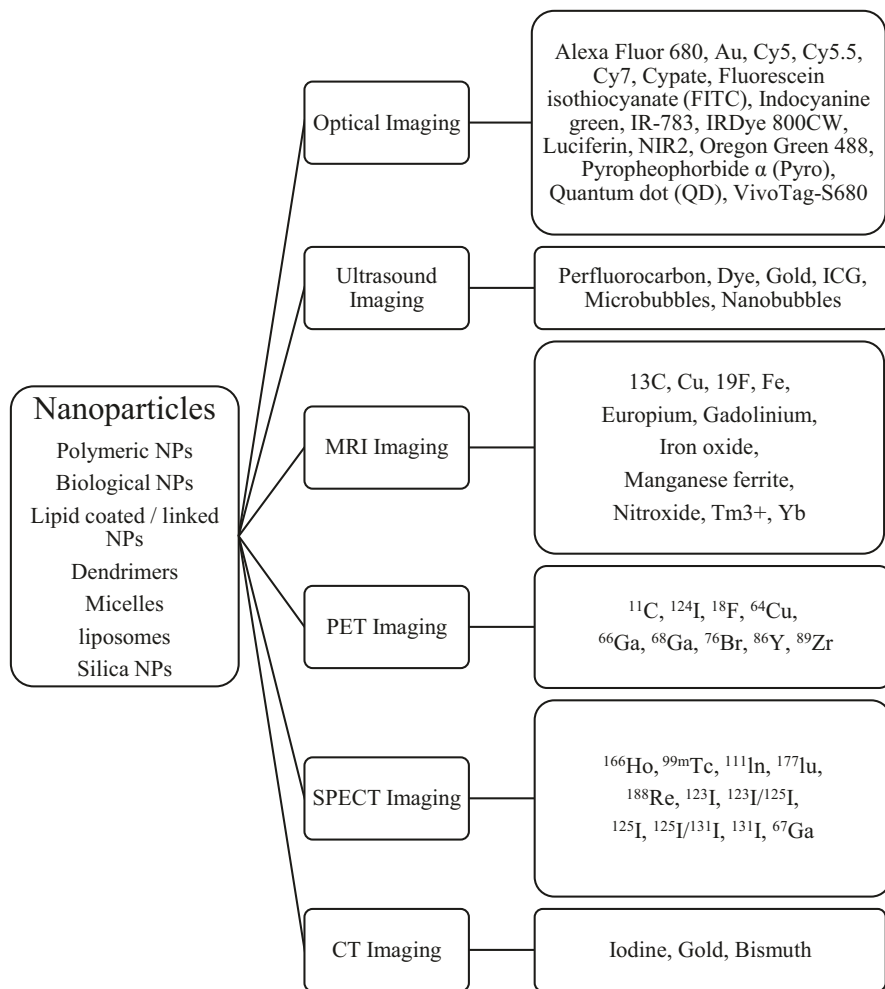 Nanoparticles
Polymeric NPs
Biological NPs
Lipid coated / linked
NPs
Dendrimers
Micelles
liposomes
Silica NPs
Optical Imaging
Alexa Fluor 680, Au, Cy5, Cy5.5,
Cy7, Cypate, Fluorescein
isothiocyanate (FITC), Indocyanine
green, IR-783, IRDye 800CW,
Luciferin, NIR2, Oregon Green 488,
Pyropheophorbide α (Pyro),
Quantum dot (QD), VivoTag-S680
Ultrasound
Imaging
Perfluorocarbon, Dye, Gold, ICG,
Microbubbles, Nanobubbles
MRI Imaging
13C, Cu, 19F, Fe,
Europium, Gadolinium,
Iron oxide,
Manganese ferrite,
Nitroxide, Tm3+, Yb
PET Imaging
¹¹C, ¹²⁴I, ¹⁸F, ⁶⁴Cu,
⁶⁶Ga, ⁶⁸Ga, ⁷⁶Br, ⁸⁶Y, ⁸⁹Zr
SPECT Imaging
¹⁶⁶Ho, ⁹⁹ᵐTc, ¹¹¹ln, ¹⁷⁷lu,
¹⁸⁸Re, ¹²³I, ¹²³I/¹²⁵I,
¹²⁵I, ¹²⁵I/¹³¹I, ¹³¹I, ⁶⁷Ga
CT Imaging
Iodine, Gold, Bismuth